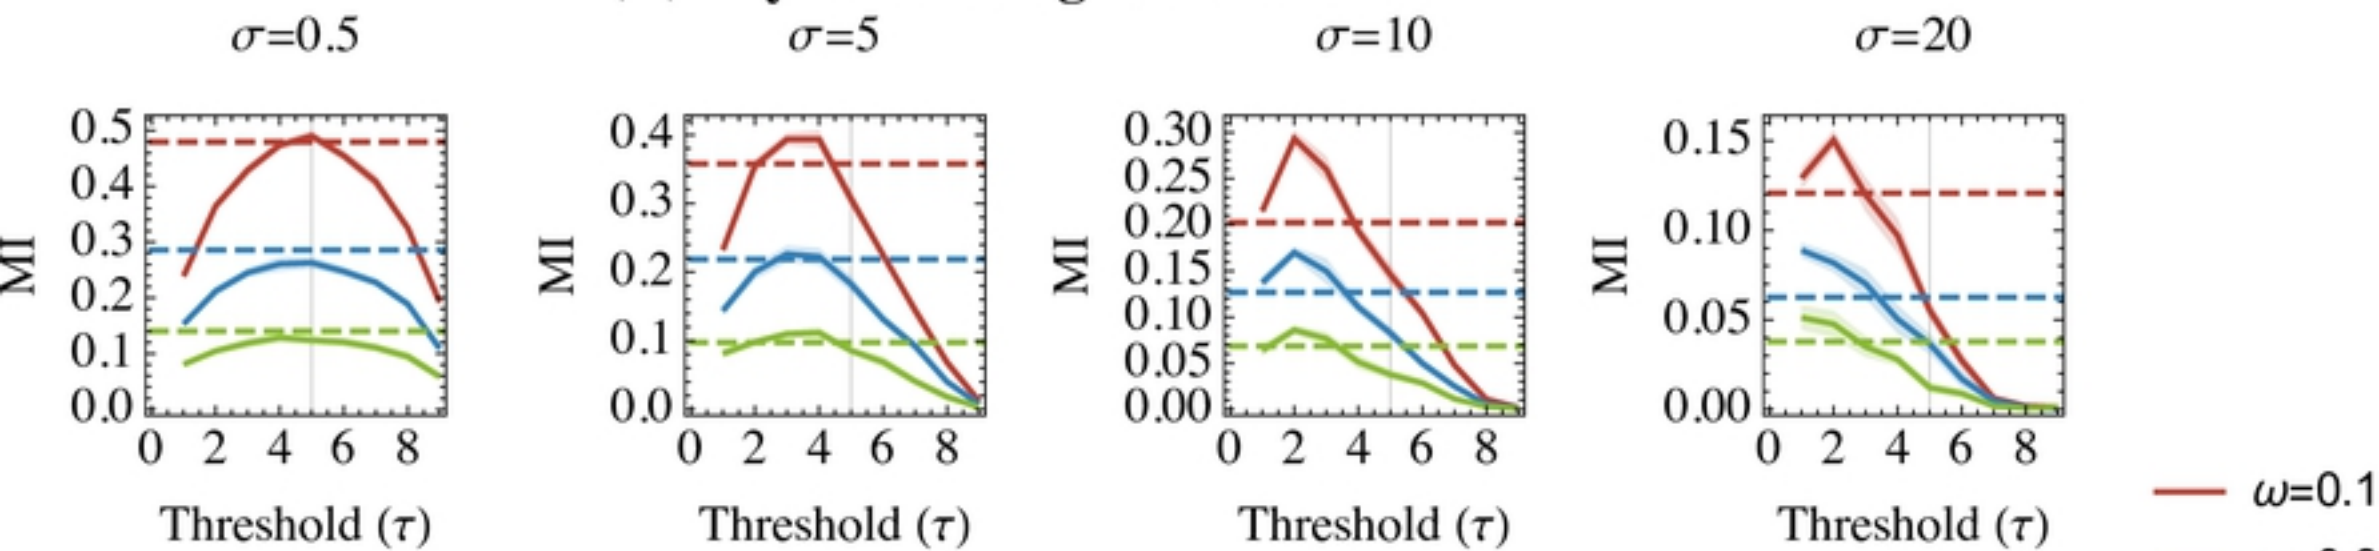 σ=0.5 σ=5 σ=10 σ=20
0.5 0.4 0.3 0.2 0.1 0.0
MI
0 2 4 6 8
Threshold (τ)
0.4 0.3 0.2 0.1 0.0
MI
0 2 4 6 8
Threshold (τ)
0.30 0.25 0.20 0.15 0.10 0.05 0.00
MI
0 2 4 6 8
Threshold (τ)
0.15 0.10 0.05 0.00
MI
0 2 4 6 8
Threshold (τ)
ω=0.1